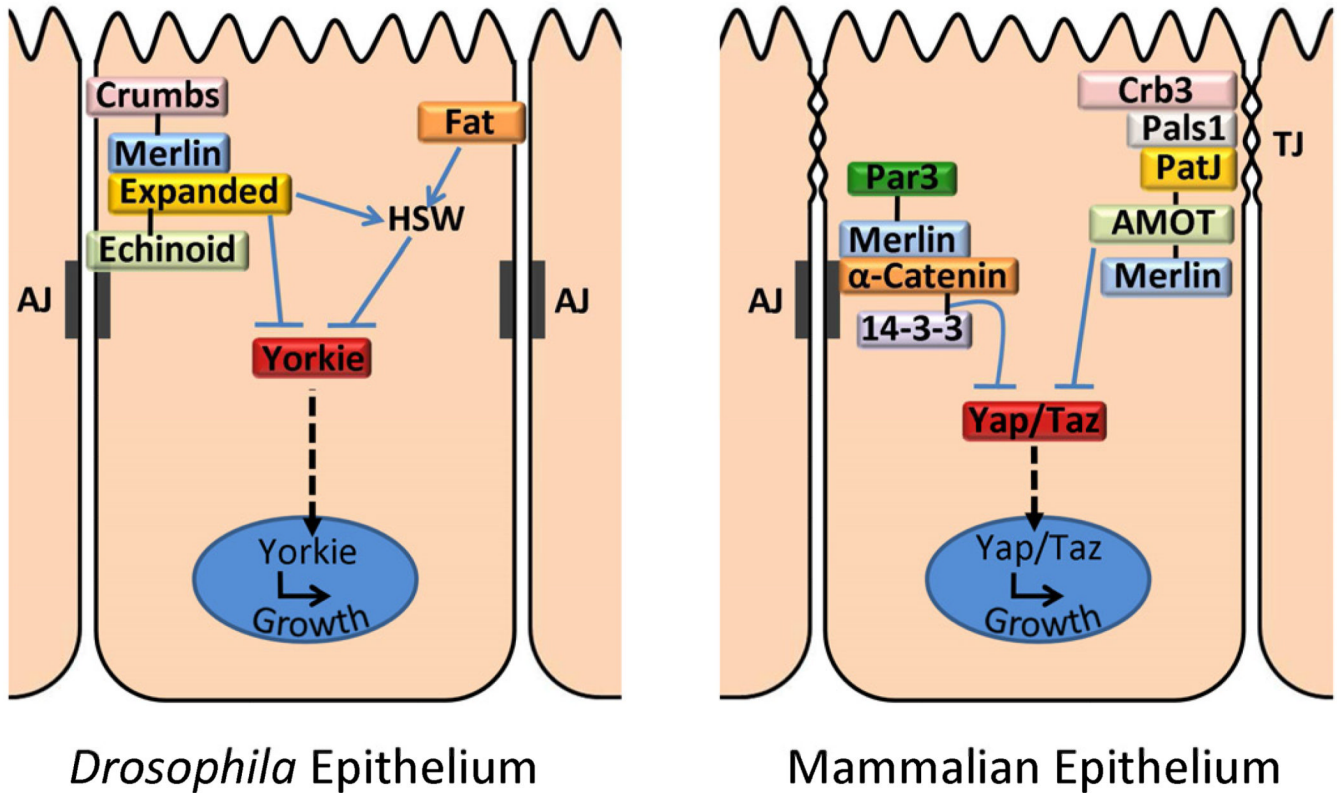 Crumbs
Merlin
Expanded
Echinoid
Fat
HSW
AJ
AJ
Yorkie
Yorkie
Growth
Drosophila Epithelium
Crb3
Pals1
PatJ
AMOT
Merlin
TJ
Par3
Merlin
α-Catenin
14-3-3
AJ
Yap/Taz
Yap/Taz
Growth
Mammalian Epithelium